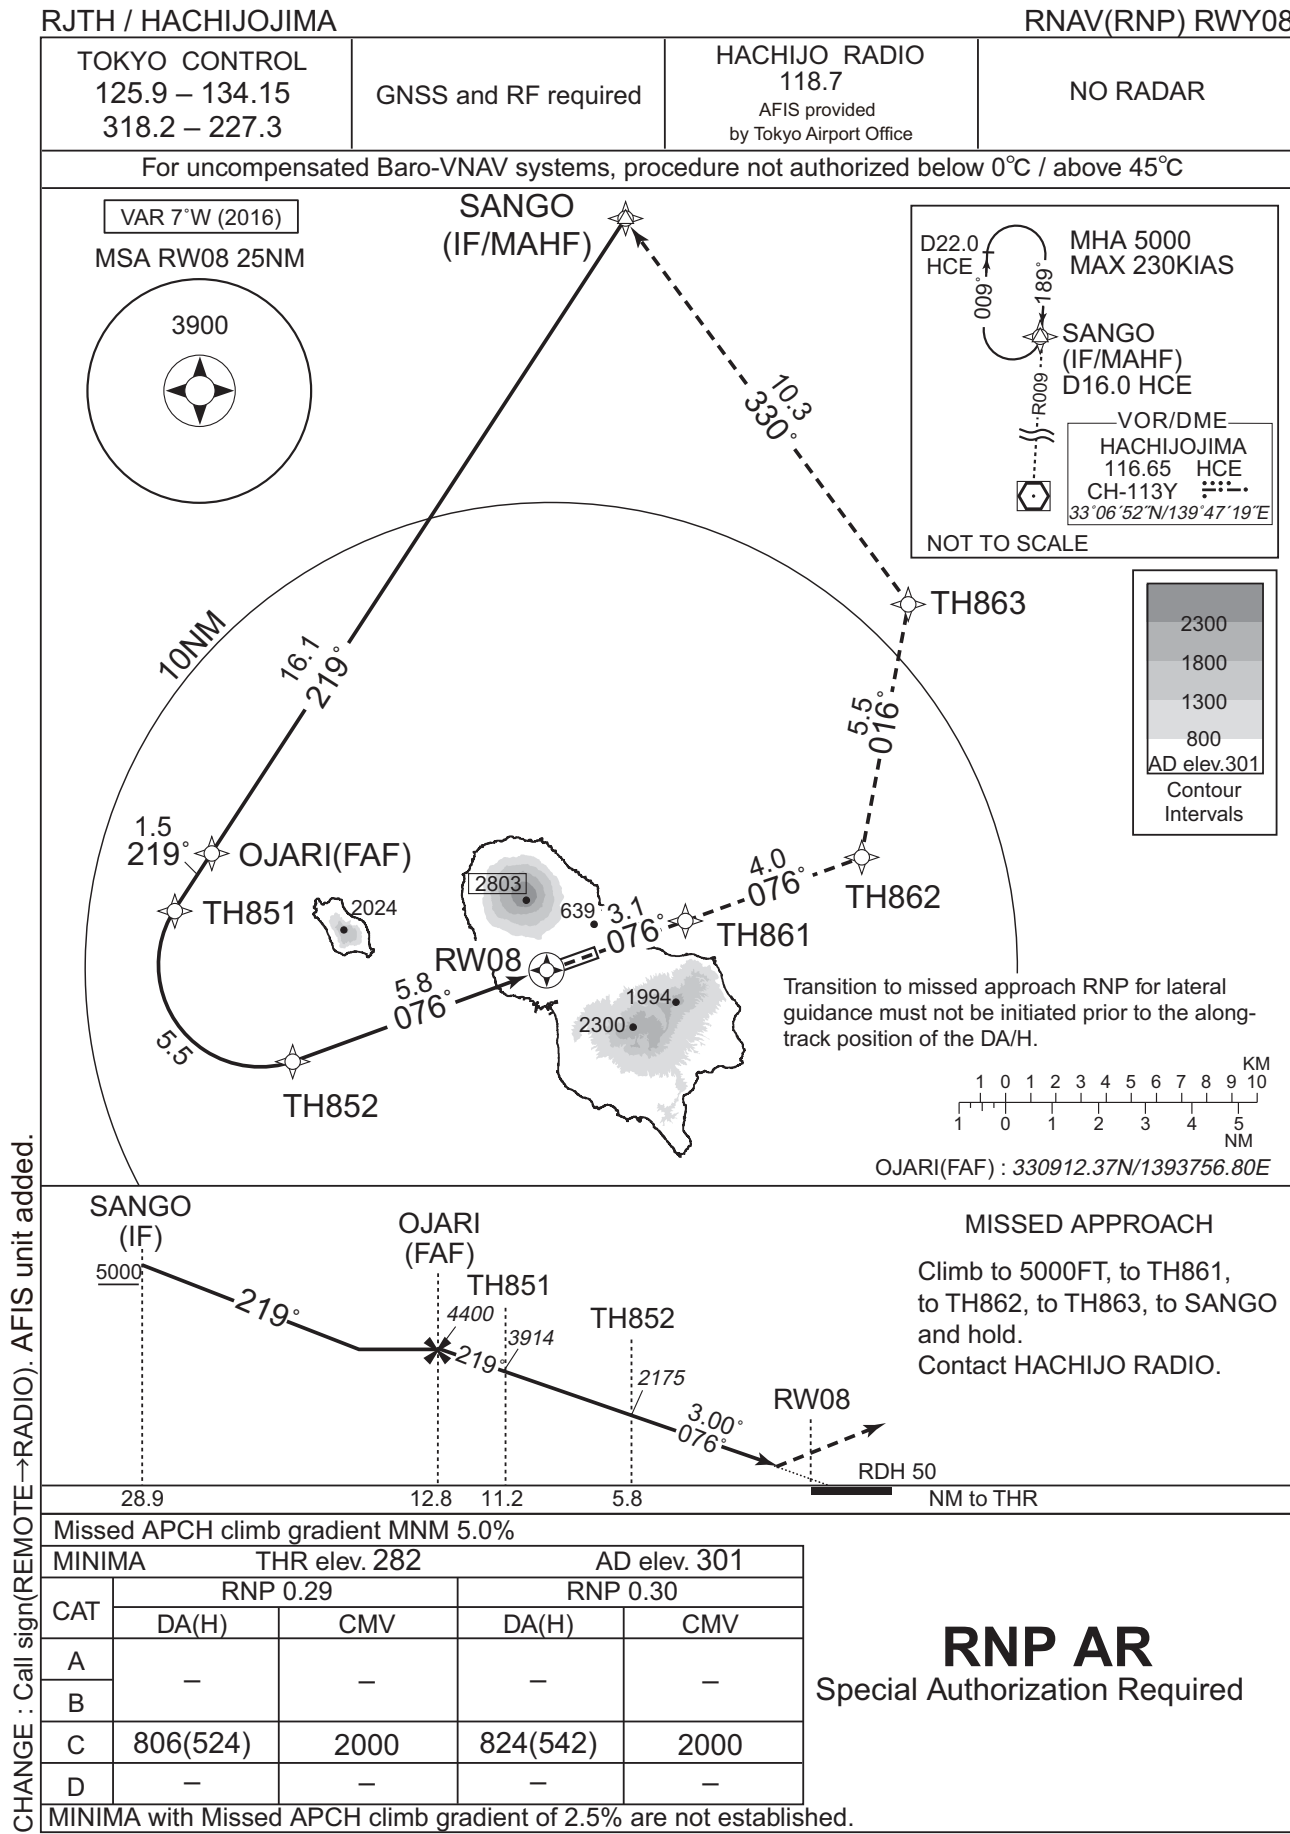 RJTH / HACHIJOJIMA
RNAV(RNP) RWY08
TOKYO CONTROL
125.9 – 134.15
318.2 – 227.3
GNSS and RF required
HACHIJO RADIO
118.7
AFIS provided
by Tokyo Airport Office
NO RADAR
For uncompensated Baro-VNAV systems, procedure not authorized below 0°C / above 45°C
VAR 7°W (2016)
MSA RW08 25NM
3900
SANGO
(IF/MAHF)
D22.0
HCE
MHA 5000
MAX 230KIAS
009°
189°
SANGO
(IF/MAHF)
D16.0 HCE
R009
VOR/DME
HACHIJOJIMA
116.65 HCE
CH-113Y
33°06´52˝N/139°47´19˝E
NOT TO SCALE
10.3
330°
TH863
2300
1800
1300
800
AD elev.301
Contour
Intervals
10NM
16.1
219°
5.5
016°
1.5
219°
OJARI(FAF)
TH851
2024
2803
639
3.1
076°
4.0
076°
TH862
TH861
RW08
5.8
076°
1994
2300
5.5
TH852
Transition to missed approach RNP for lateral
guidance must not be initiated prior to the along-
track position of the DA/H.
KM
1 0 1 2 3 4 5 6 7 8 9 10
1 0 1 2 3 4 5
NM
OJARI(FAF) : 330912.37N/1393756.80E
SANGO
(IF)
5000
219°
OJARI
(FAF)
4400
TH851
219°
3914
TH852
2175
3.00°
076°
RW08
RDH 50
28.9 12.8 11.2 5.8 NM to THR
MISSED APPROACH
Climb to 5000FT, to TH861,
to TH862, to TH863, to SANGO
and hold.
Contact HACHIJO RADIO.
Missed APCH climb gradient MNM 5.0%
MINIMA THR elev. 282 AD elev. 301
CAT RNP 0.29 RNP 0.30
DA(H) CMV DA(H) CMV
A
– – – –
B
C 806(524) 2000 824(542) 2000
D – – – –
MINIMA with Missed APCH climb gradient of 2.5% are not established.
RNP AR
Special Authorization Required
CHANGE : Call sign(REMOTE→RADIO). AFIS unit added.